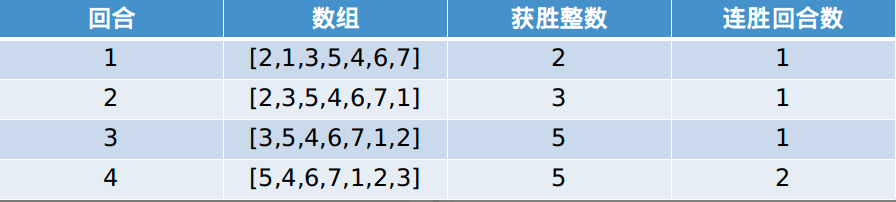 回合 数组 获胜整数 连胜回合数
1 [2,1,3,5,4,6,7] 2 1
2 [2,3,5,4,6,7,1] 3 1
3 [3,5,4,6,7,1,2] 5 1
4 [5,4,6,7,1,2,3] 5 2